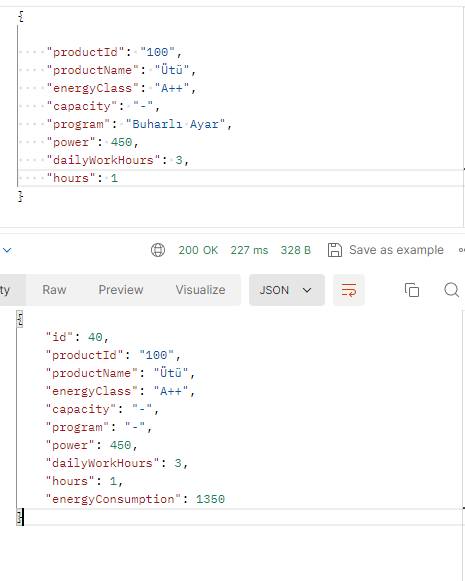 {
"productId": "100",
"productName": "Ütü",
"energyClass": "A++",
"capacity": "-",
"program": "Buharlı Ayar",
"power": 450,
"dailyWorkHours": 3,
"hours": 1
}
200 OK 227 ms 328 B Save as example
ty Raw Preview Visualize JSON
{
"id": 40,
"productId": "100",
"productName": "Ütü",
"energyClass": "A++",
"capacity": "-",
"program": "-",
"power": 450,
"dailyWorkHours": 3,
"hours": 1,
"energyConsumption": 1350
}